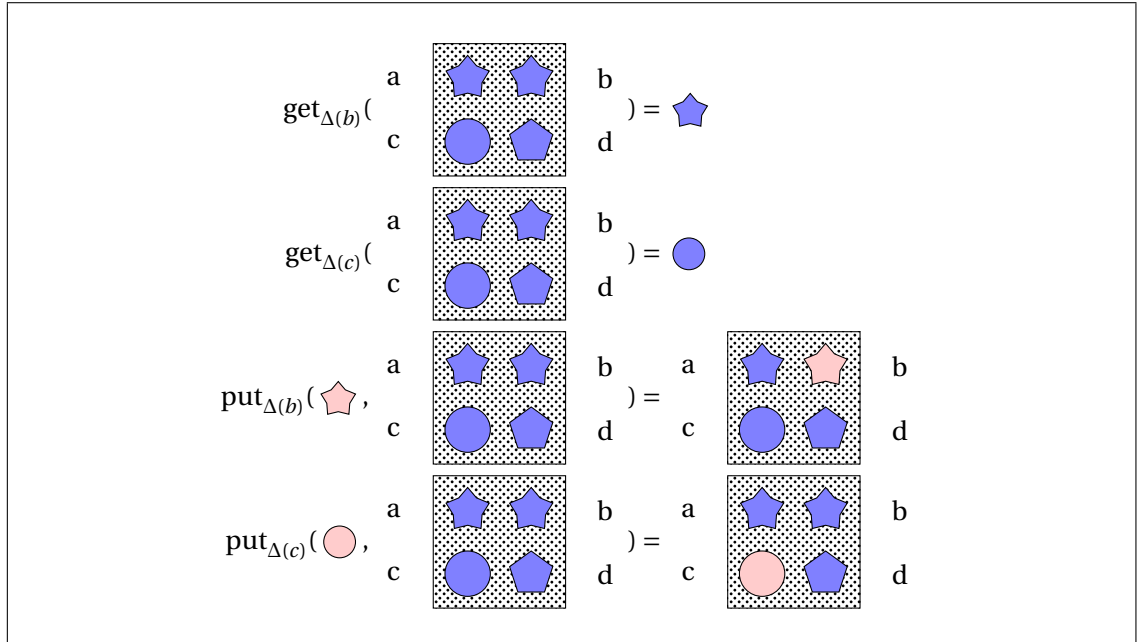 a b
get_Δ(b)( ) =
c d
a b
get_Δ(c)( ) =
c d
a b a b
put_Δ(b)( , ) =
c d c d
a b a b
put_Δ(c)( , ) =
c d c d